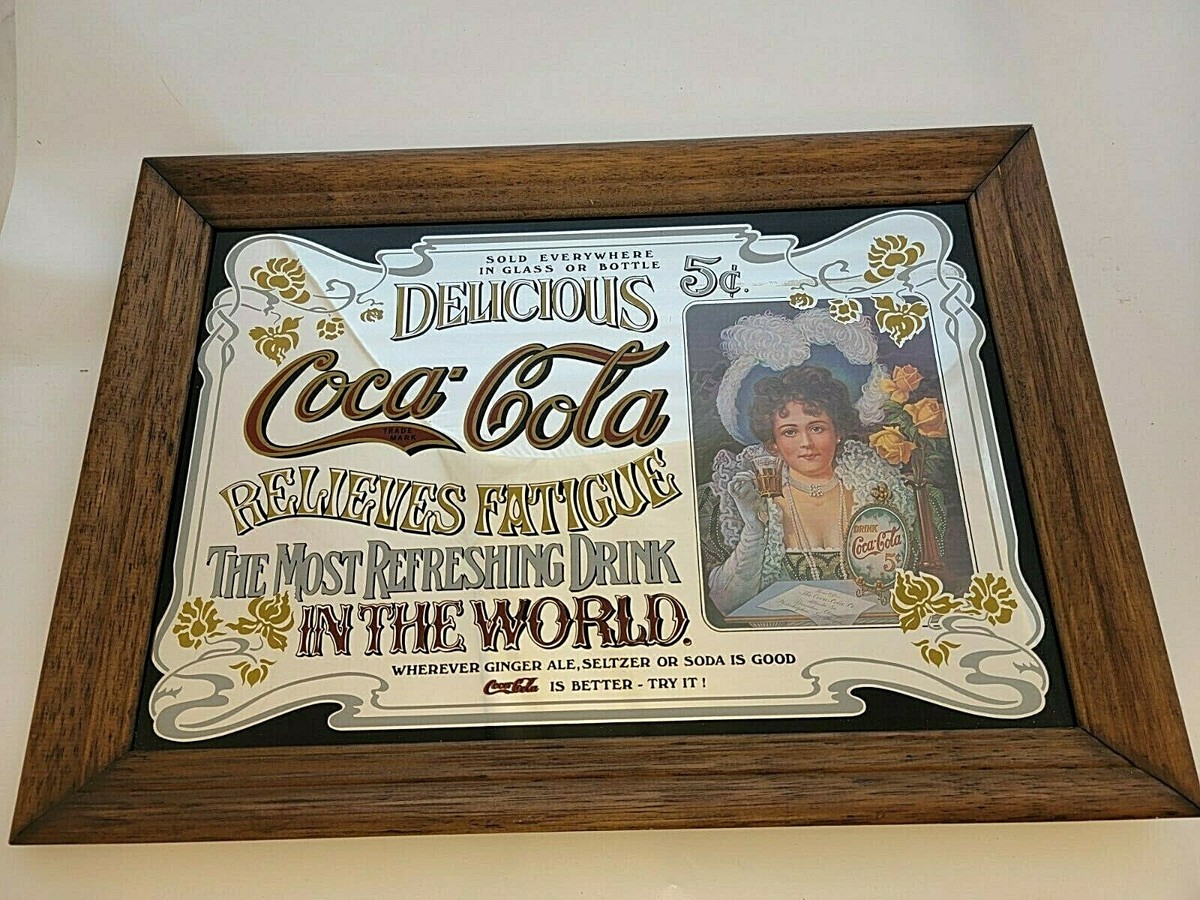 SOLD EVERYWHERE
IN GLASS OR BOTTLE
5¢.
DELICIOUS
Coca-Cola
TRADE
MARK
RELIEVES FATIGUE
THE MOST REFRESHING DRINK
IN THE WORLD.
DRINK
Coca-Cola
5¢
WHEREVER GINGER ALE, SELTZER OR SODA IS GOOD
Coca-Cola IS BETTER - TRY IT !